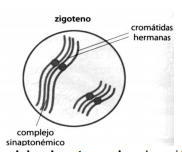 zigoteno
cromátidas
hermanas
complejo
sinaptonémico